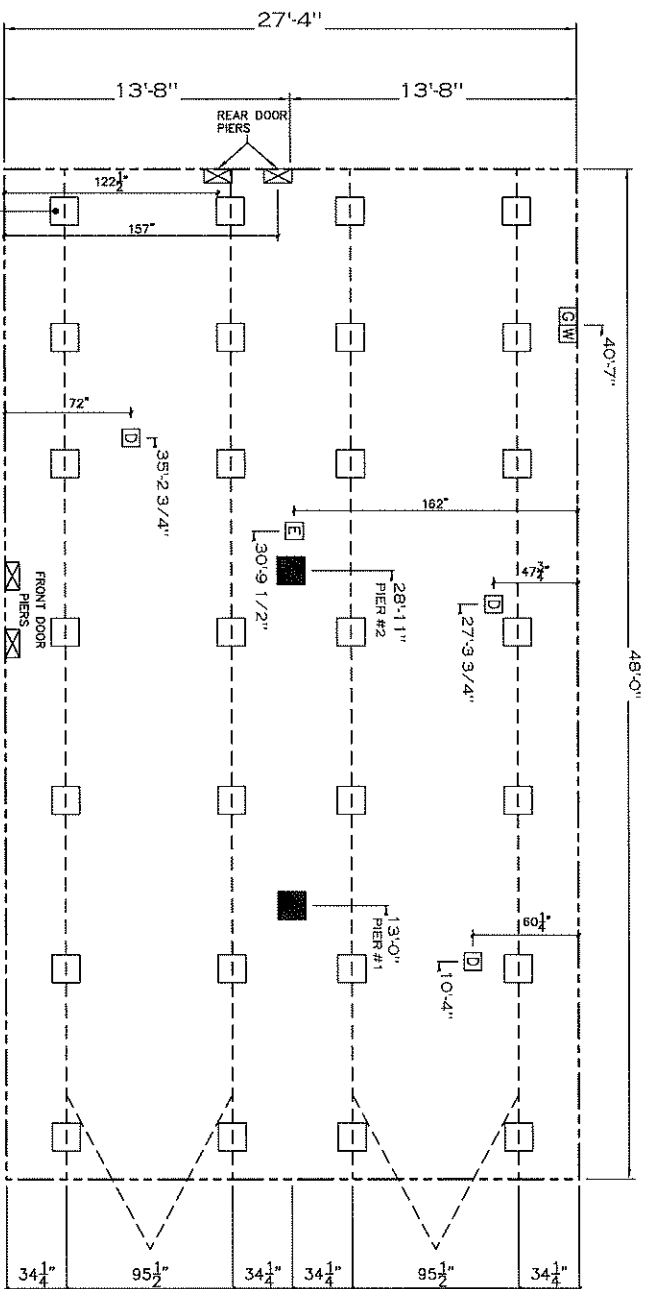 27'-4"
13'-8"
13'-8"
REAR DOOR
PIERS
122½"
157"
G W
40'-7"
48'-0"
72"
D
35'-2 3/4"
162"
E
30'-9 1/2"
28'-11"
PIER #2
47¾"
D
27'-3 3/4"
FRONT DOOR
PIERS
13'-0"
PIER #1
60¼"
D
10'-4"
34¼"
95½"
34¼"
34¼"
95½"
34¼"